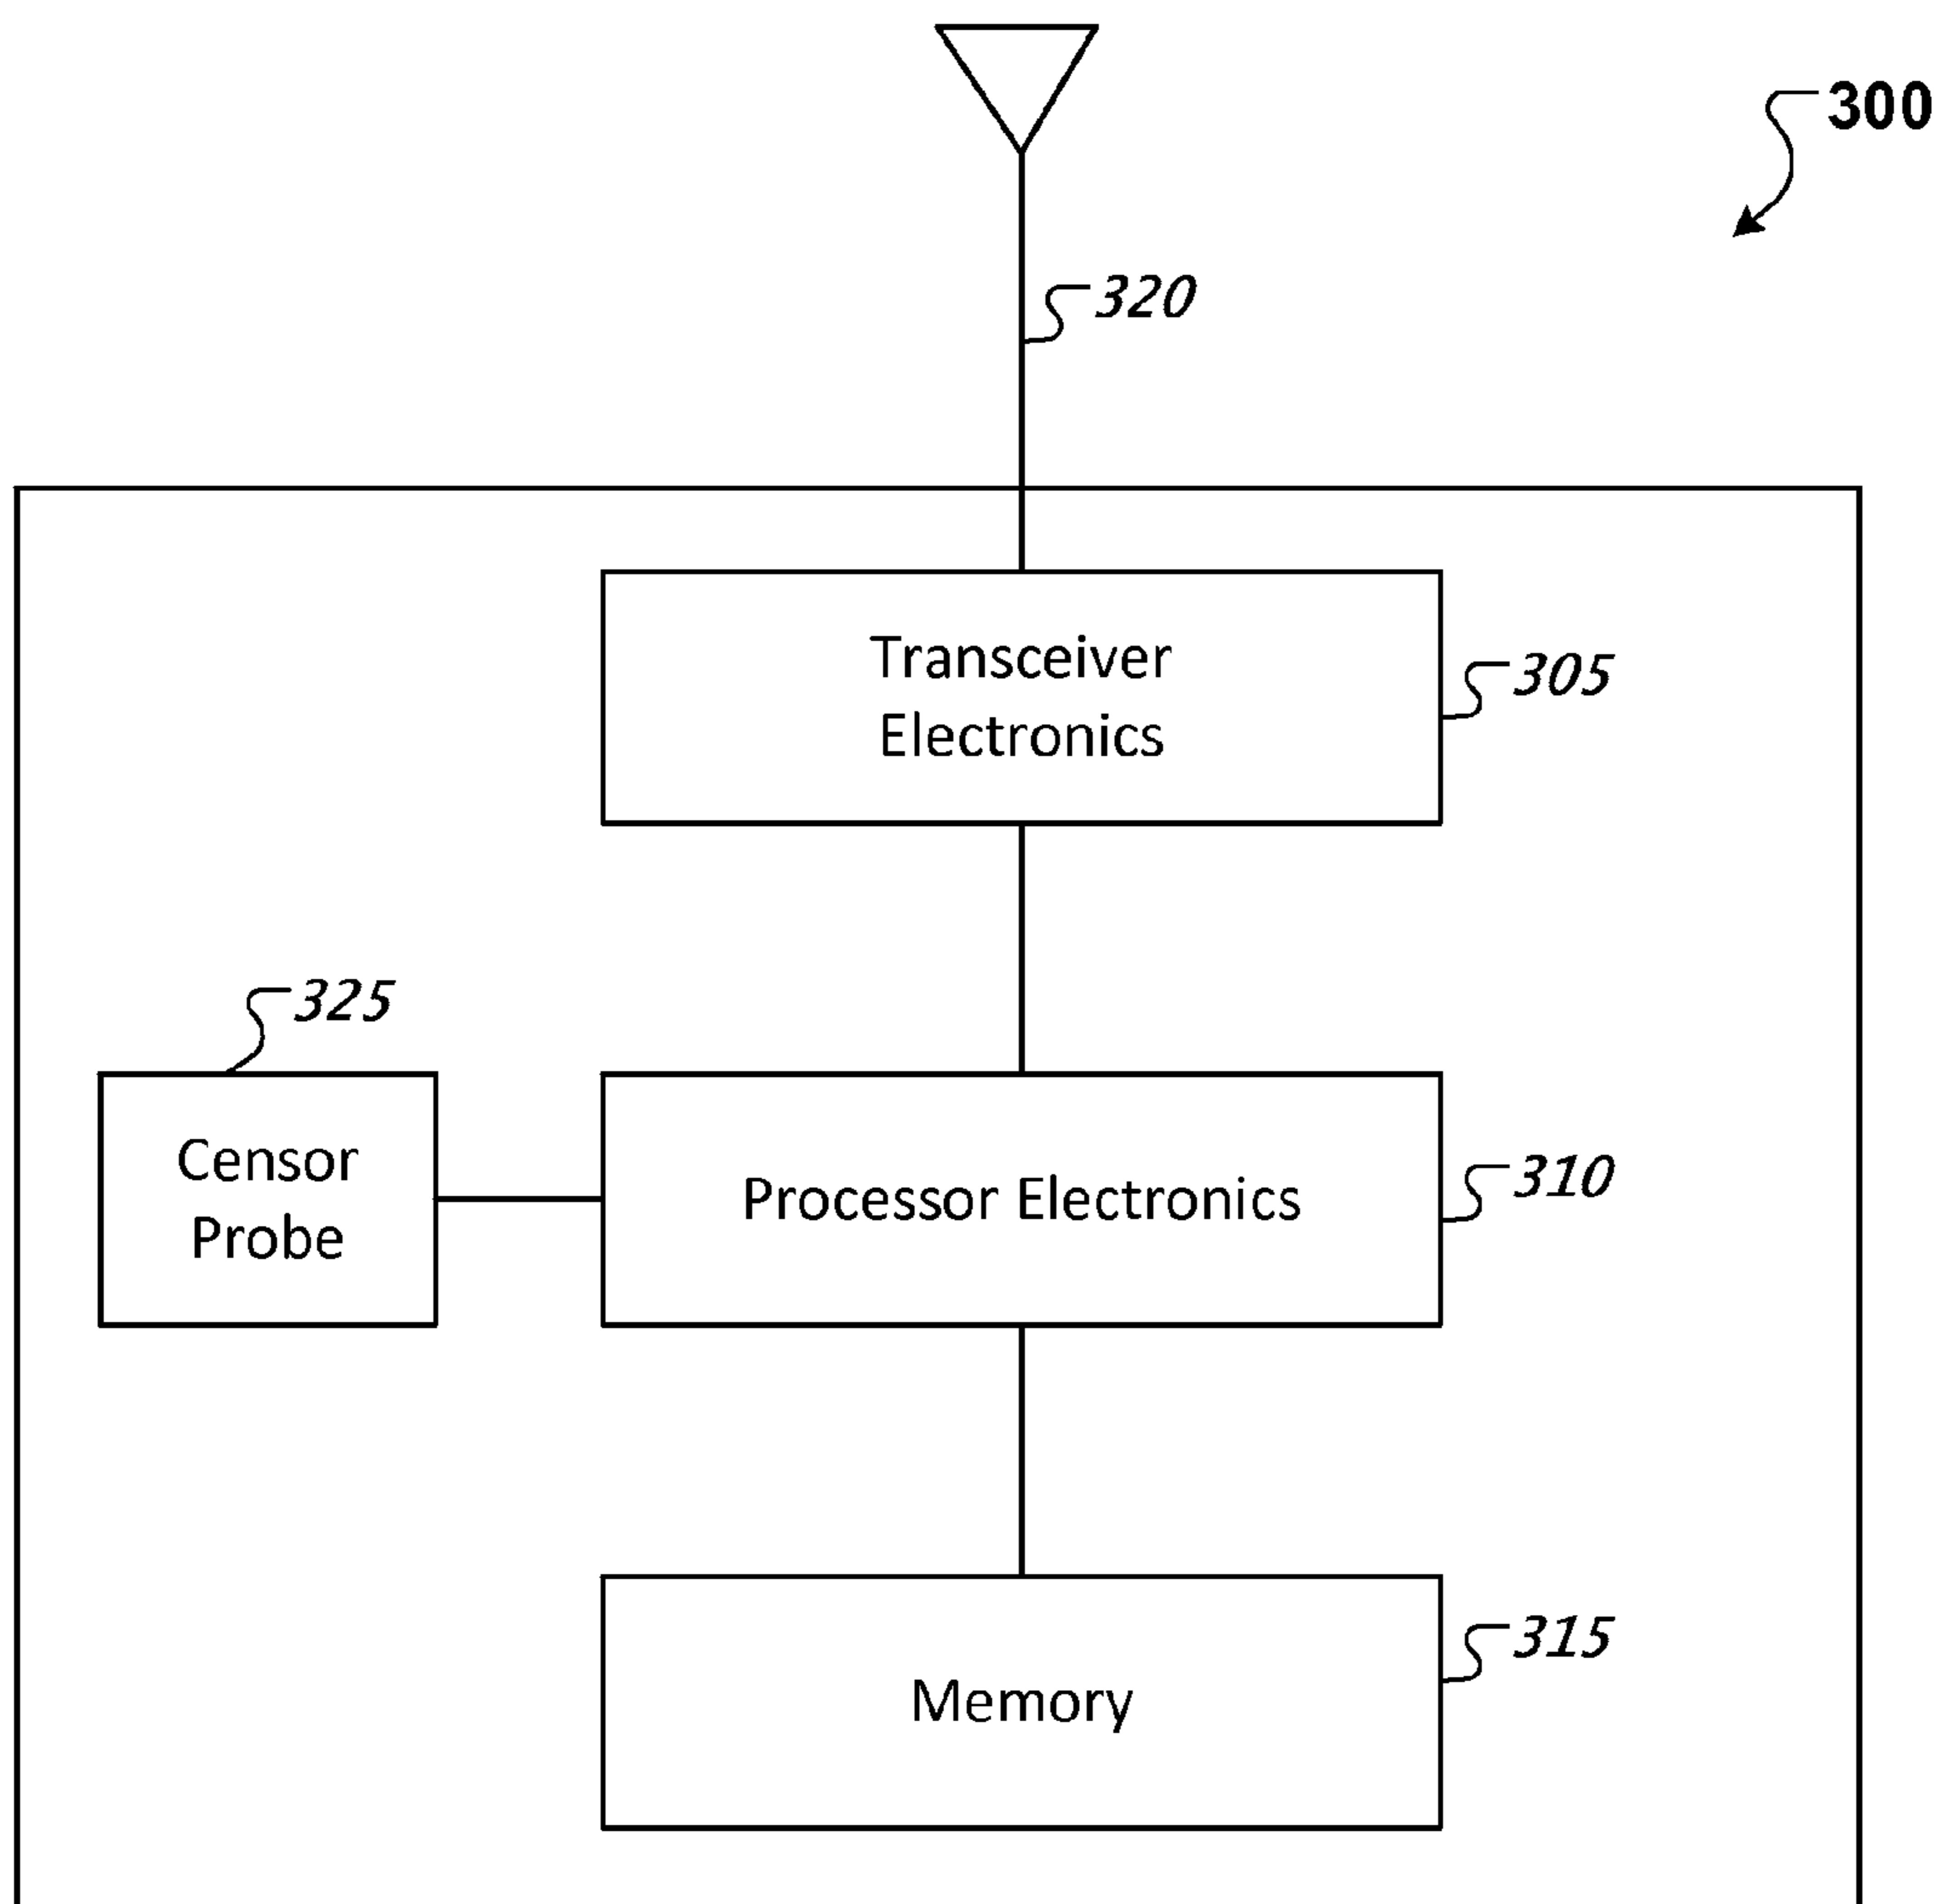 300
320
Transceiver
Electronics
305
325
Censor
Probe
Processor Electronics
310
Memory
315